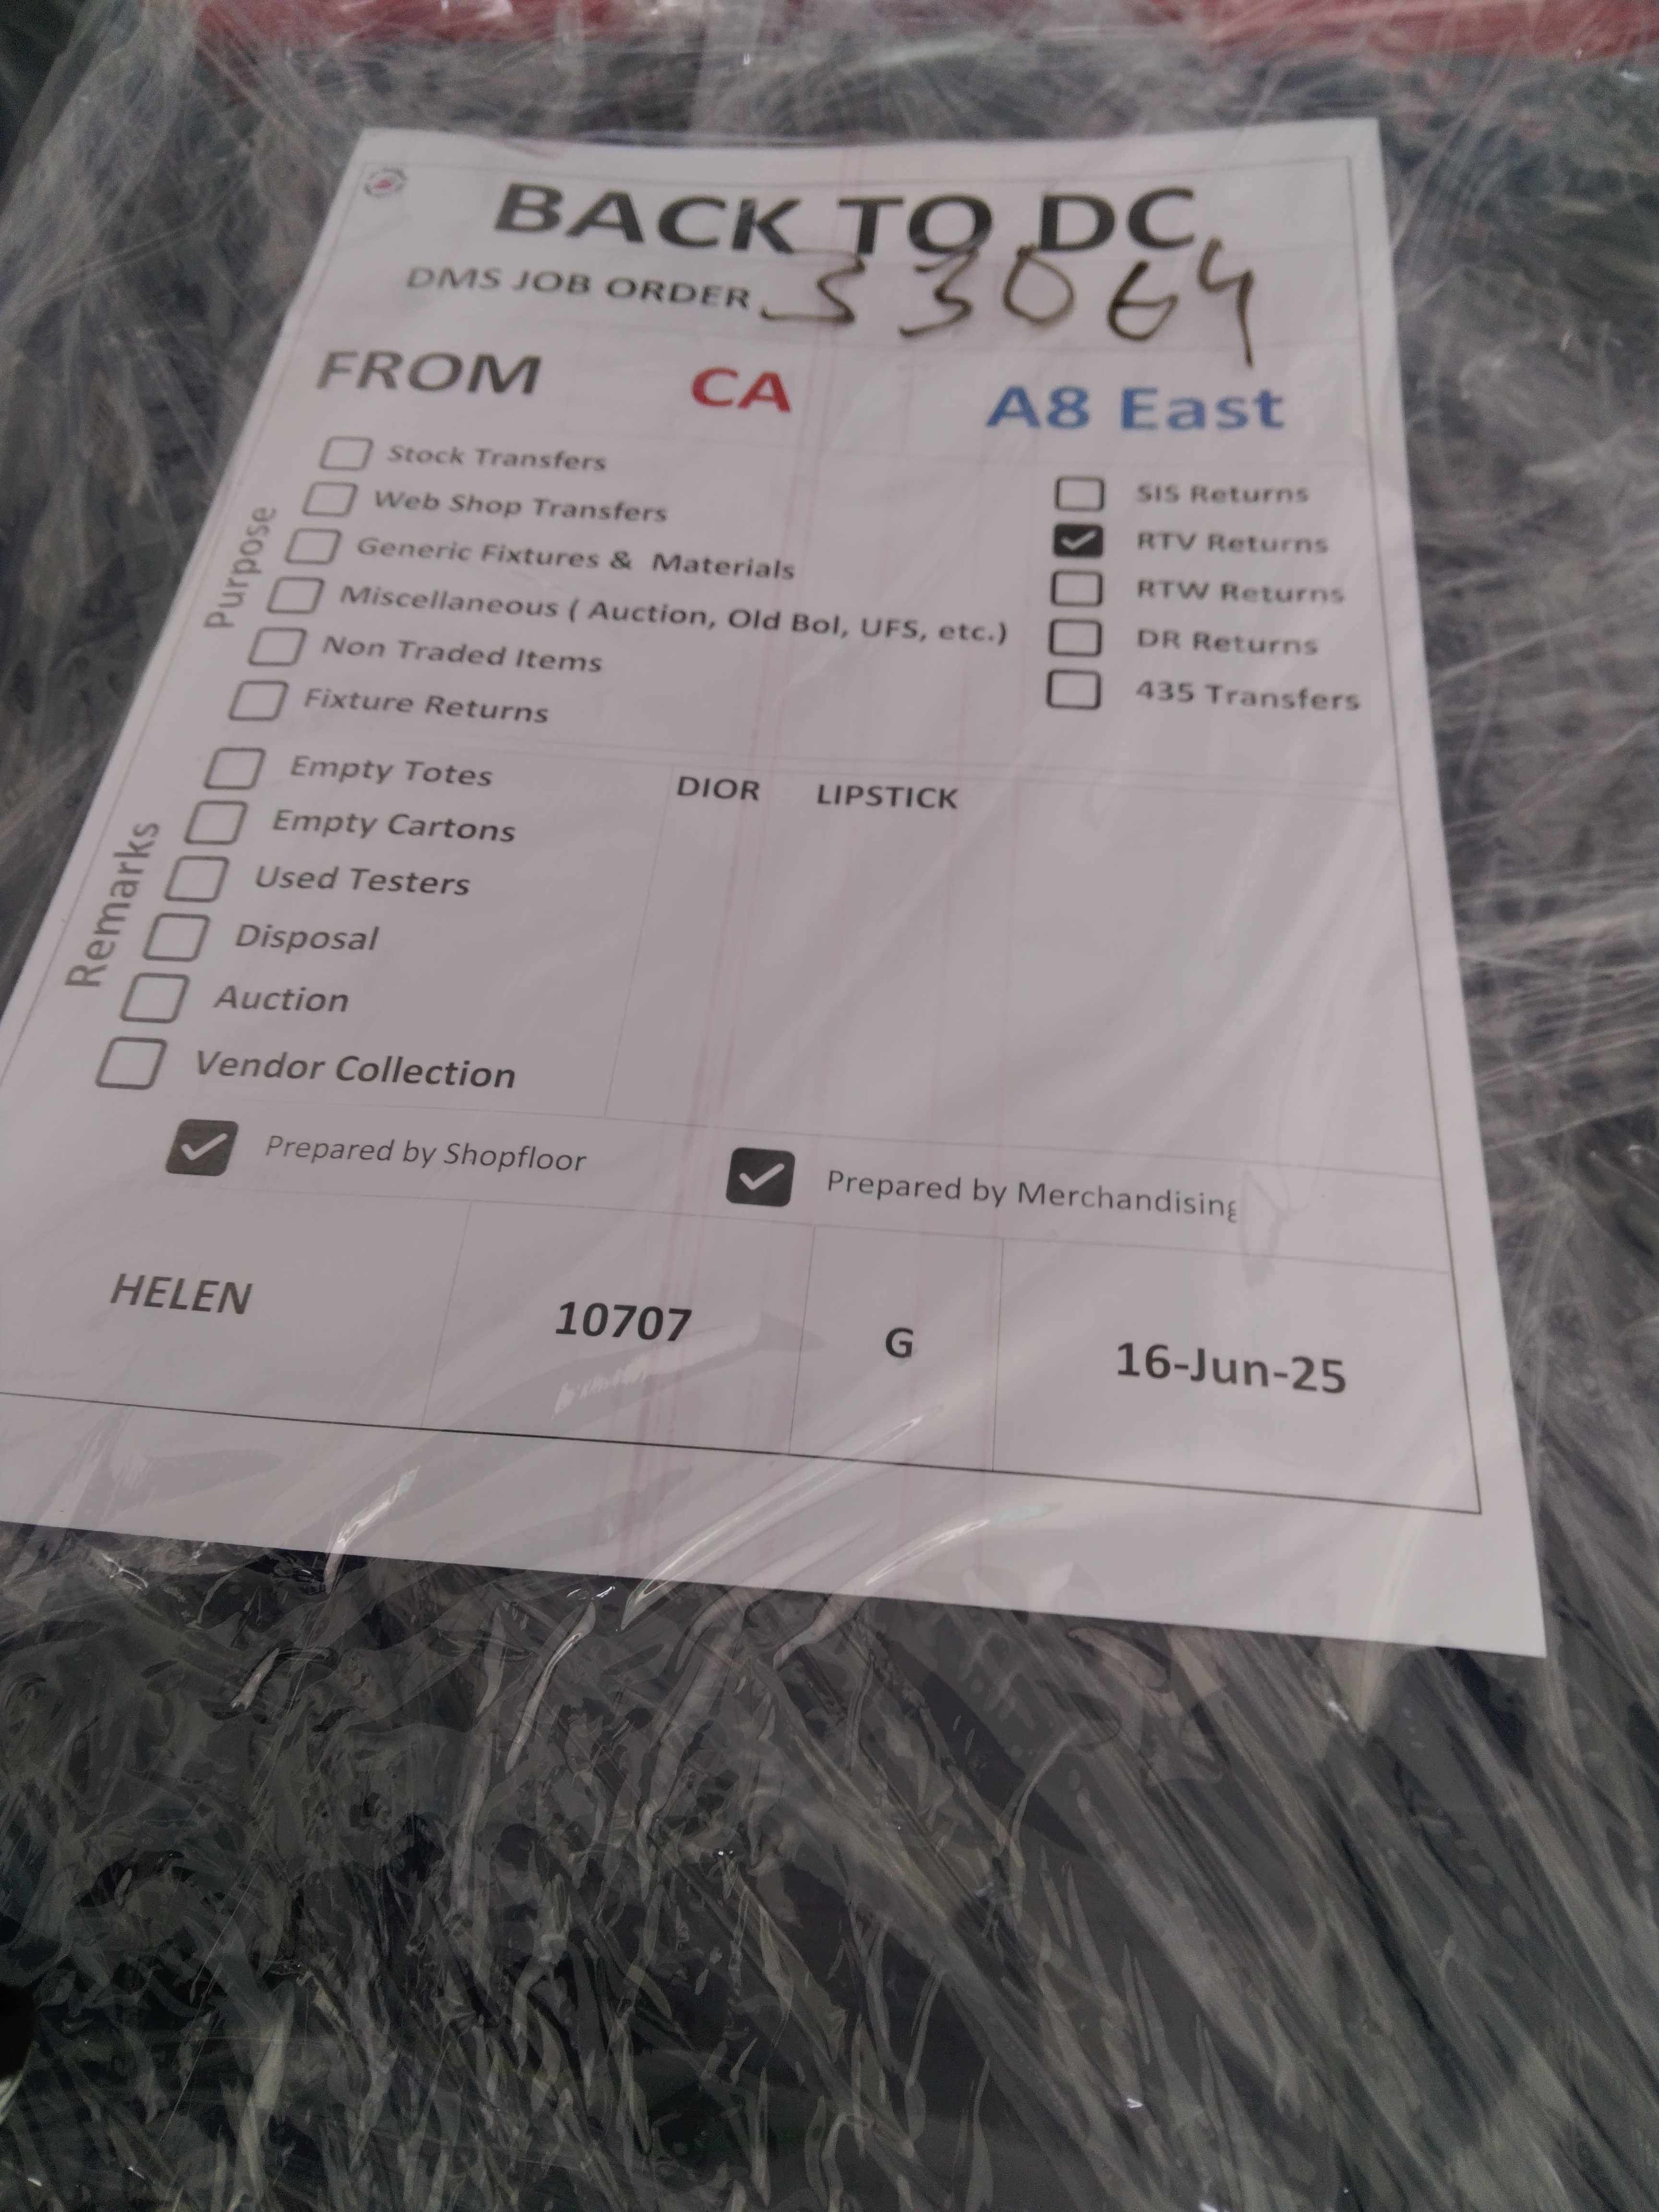 BACK TO DC
DMS JOB ORDER 33064
FROM CA A8 East
Purpose
Stock Transfers
Web Shop Transfers
Generic Fixtures & Materials
Miscellaneous ( Auction, Old Bol, UFS, etc.)
Non Traded Items
Fixture Returns
SIS Returns
RTV Returns
RTW Returns
DR Returns
435 Transfers
Remarks
Empty Totes
Empty Cartons
Used Testers
Disposal
Auction
Vendor Collection
DIOR LIPSTICK
Prepared by Shopfloor
Prepared by Merchandising
HELEN 10707 G 16-Jun-25